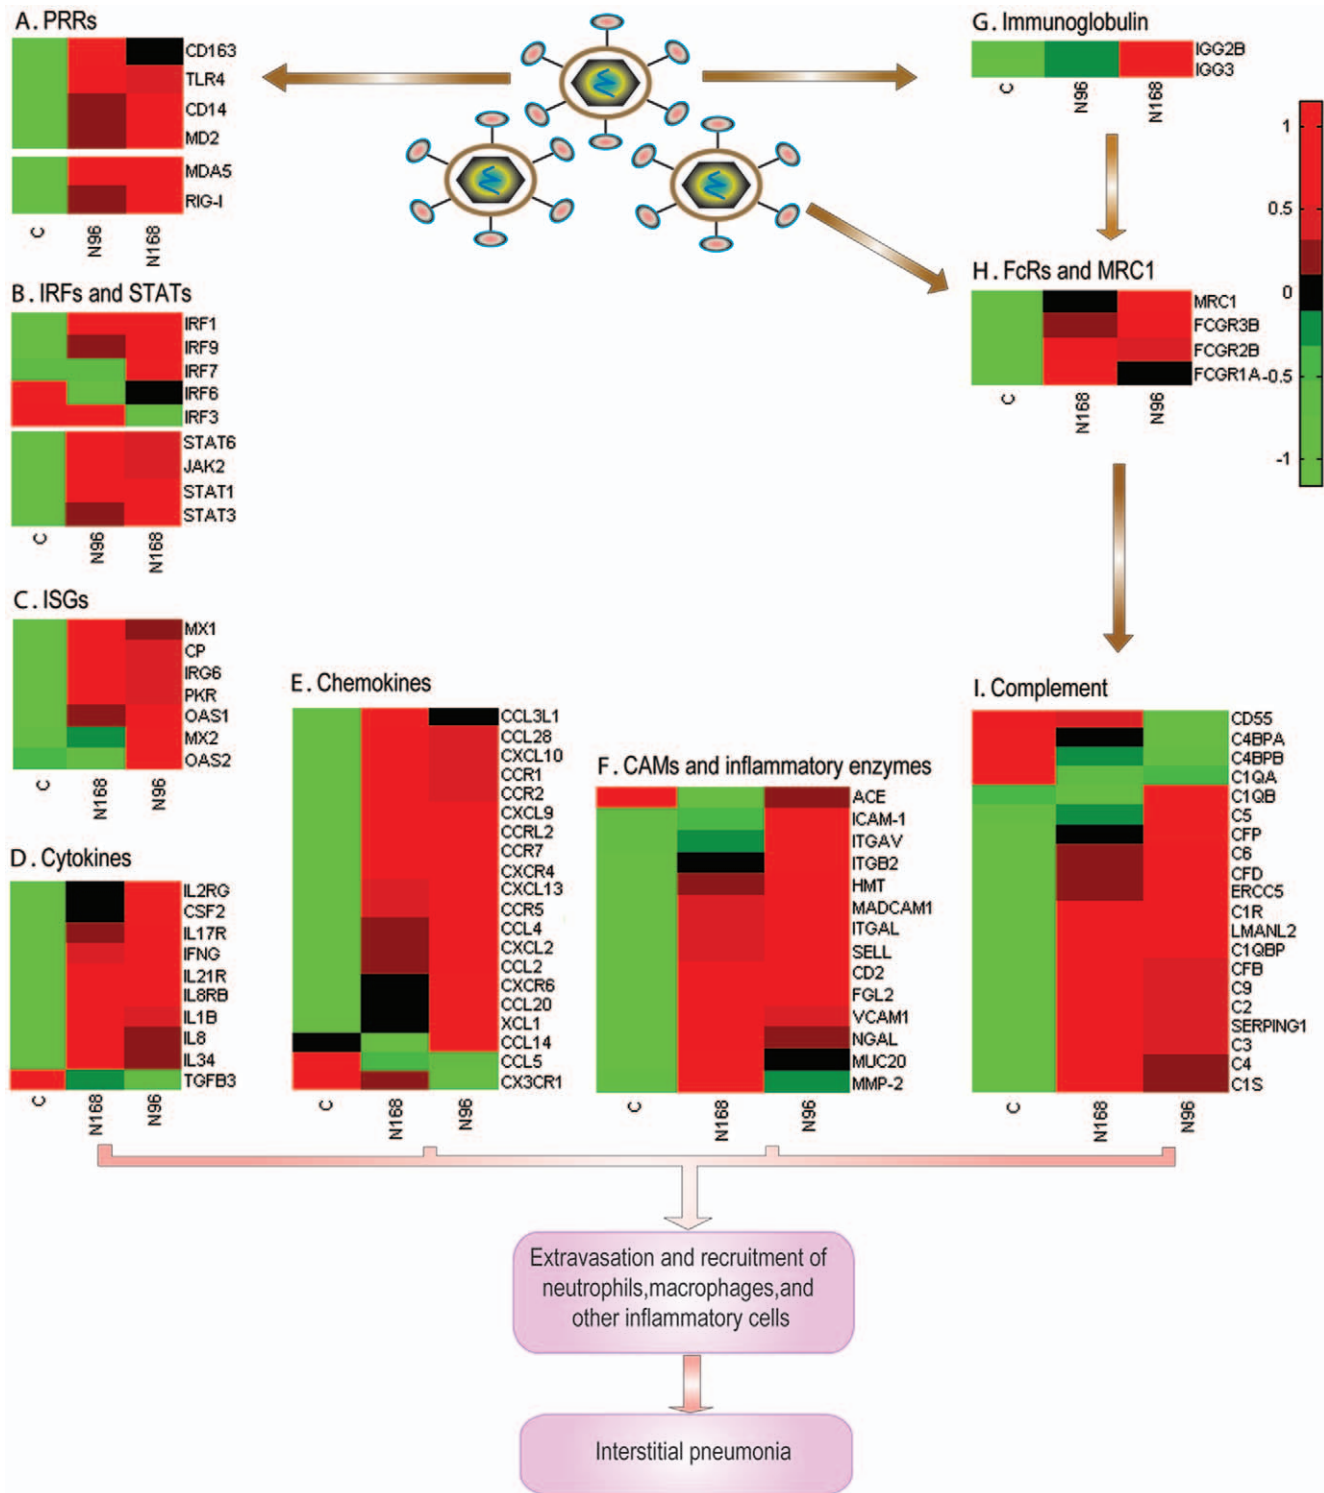 A. PRRs
CD163
TLR4
CD14
MD2
MDA5
RIG-I
C
N96
N168
B. IRFs and STATs
IRF1
IRF9
IRF7
IRF6
IRF3
STAT6
JAK2
STAT1
STAT3
C
N96
N168
C. ISGs
MX1
CP
IRG6
PKR
OAS1
MX2
OAS2
C
N168
N96
D. Cytokines
IL2RG
CSF2
IL17R
IFNG
IL21R
IL8RB
IL1B
IL8
IL34
TGFB3
C
N168
N96
E. Chemokines
CCL3L1
CCL28
CXCL10
CCR1
CCR2
CXCL9
CCRL2
CCR7
CXCR4
CXCL13
CCR5
CCL4
CXCL2
CCL2
CXCR6
CCL20
XCL1
CCL14
CCL5
CX3CR1
C
N168
N96
F. CAMs and inflammatory enzymes
ACE
ICAM-1
ITGAV
ITGB2
HMT
MADCAM1
ITGAL
SELL
CD2
FGL2
VCAM1
NGAL
MUC20
MMP-2
C
N168
N96
G. Immunoglobulin
IGG2B
IGG3
C
N96
N168
1
0.5
0
-0.5
-1
H. FcRs and MRC1
MRC1
FCGR3B
FCGR2B
FCGR1A
C
N168
N96
I. Complement
CD55
C4BPA
C4BPB
C1QA
C1QB
C5
CFP
C6
CFD
ERCC5
C1R
LMANL2
C1QBP
CFB
C9
C2
SERPING1
C3
C4
C1S
C
N168
N96
Extravasation and recruitment of
neutrophils,macrophages,and
other inflammatory cells
Interstitial pneumonia